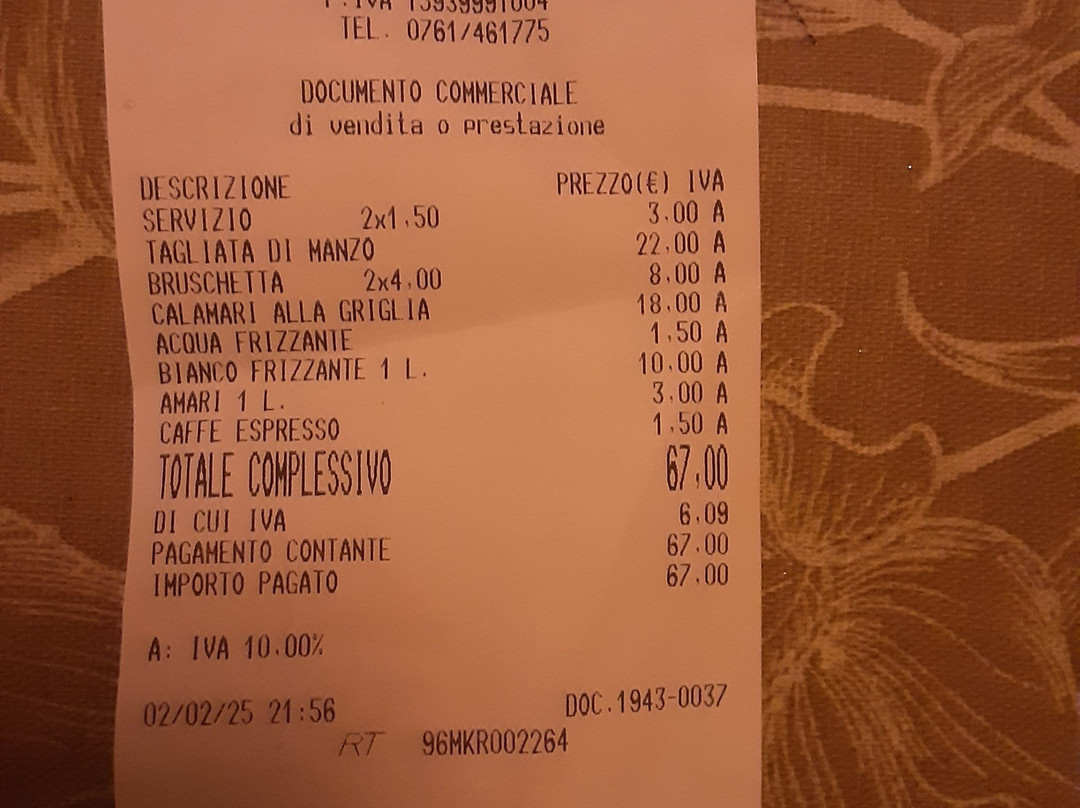 P.IVA 15939991004
TEL. 0761/461775
DOCUMENTO COMMERCIALE
di vendita o prestazione
DESCRIZIONE PREZZO(€) IVA
SERVIZIO 2x1,50 3,00 A
TAGLIATA DI MANZO 22,00 A
BRUSCHETTA 2x4,00 8,00 A
CALAMARI ALLA GRIGLIA 18,00 A
ACQUA FRIZZANTE 1,50 A
BIANCO FRIZZANTE 1 L. 10,00 A
AMARI 1 L. 3,00 A
CAFFE ESPRESSO 1,50 A
TOTALE COMPLESSIVO 67,00
DI CUI IVA 6,09
PAGAMENTO CONTANTE 67,00
IMPORTO PAGATO 67,00
A: IVA 10,00%
02/02/25 21:56 DOC.1943-0037
RT 96MKR002264